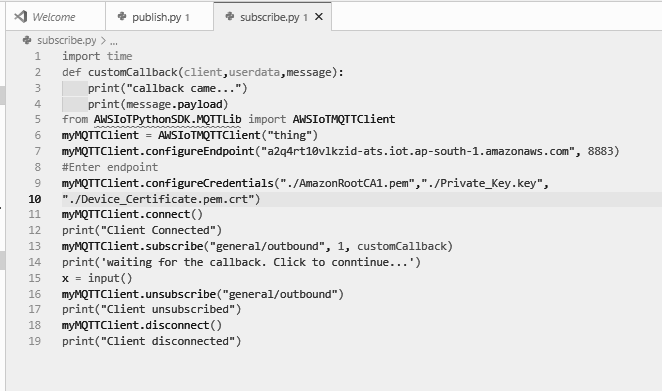 Welcome publish.py 1 subscribe.py 1 ×
subscribe.py > ...
1 import time
2 def customCallback(client,userdata,message):
3     print("callback came...")
4     print(message.payload)
5 from AWSIoTPythonSDK.MQTTLib import AWSIoTMQTTClient
6 myMQTTClient = AWSIoTMQTTClient("thing")
7 myMQTTClient.configureEndpoint("a2q4rt10vlkzid-ats.iot.ap-south-1.amazonaws.com", 8883)
8 #Enter endpoint
9 myMQTTClient.configureCredentials("./AmazonRootCA1.pem","./Private_Key.key",
10 "./Device_Certificate.pem.crt")
11 myMQTTClient.connect()
12 print("Client Connected")
13 myMQTTClient.subscribe("general/outbound", 1, customCallback)
14 print('waiting for the callback. Click to conntinue...')
15 x = input()
16 myMQTTClient.unsubscribe("general/outbound")
17 print("Client unsubscribed")
18 myMQTTClient.disconnect()
19 print("Client disconnected")